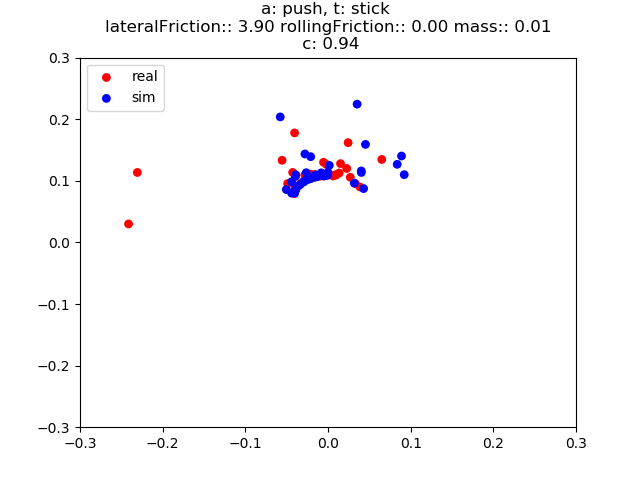 a: push, t: stick
lateralFriction:: 3.90 rollingFriction:: 0.00 mass:: 0.01
c: 0.94
real
sim
0.3
0.2
0.1
0.0
−0.1
−0.2
−0.3
−0.3
−0.2
−0.1
0.0
0.1
0.2
0.3